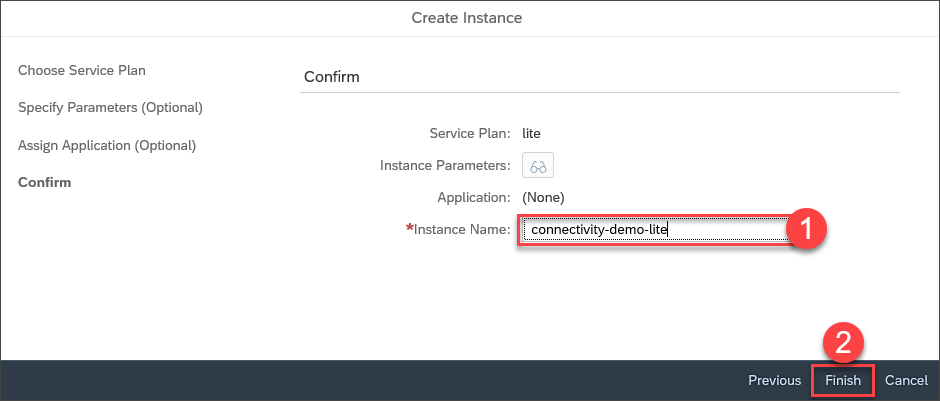 Create Instance
Choose Service Plan
Specify Parameters (Optional)
Assign Application (Optional)
Confirm
Confirm
Service Plan: lite
Instance Parameters:
Application: (None)
*Instance Name: connectivity-demo-lite 1
2
Previous Finish Cancel